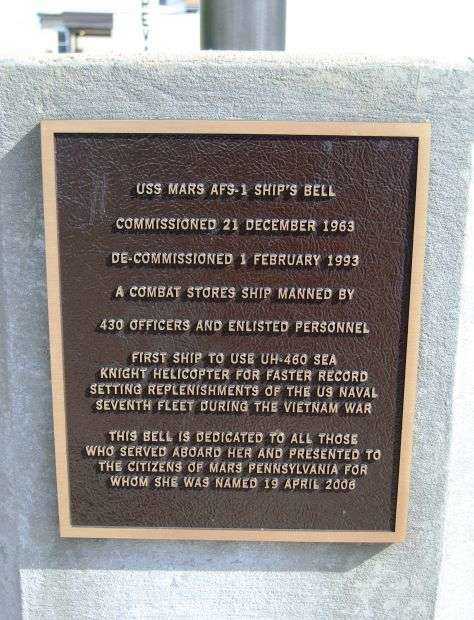 USS MARS AFS-1 SHIP'S BELL
COMMISSIONED 21 DECEMBER 1963
DE-COMMISSIONED 1 FEBRUARY 1993
A COMBAT STORES SHIP MANNED BY
430 OFFICERS AND ENLISTED PERSONNEL
FIRST SHIP TO USE UH-460 SEA
KNIGHT HELICOPTER FOR FASTER RECORD
SETTING REPLENISHMENTS OF THE US NAVAL
SEVENTH FLEET DURING THE VIETNAM WAR
THIS BELL IS DEDICATED TO ALL THOSE
WHO SERVED ABOARD HER AND PRESENTED TO
THE CITIZENS OF MARS PENNSYLVANIA FOR
WHOM SHE WAS NAMED 19 APRIL 2006